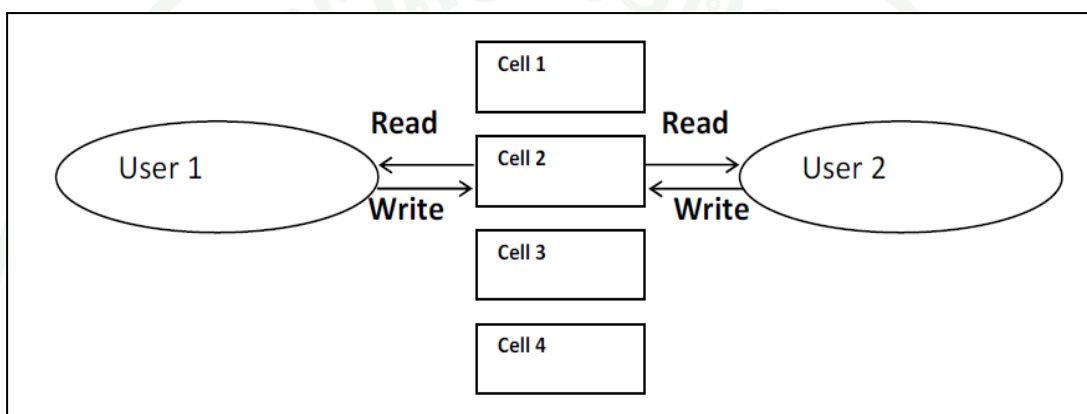 Cell 1
Read
Read
User 1
Cell 2
User 2
Write
Write
Cell 3
Cell 4